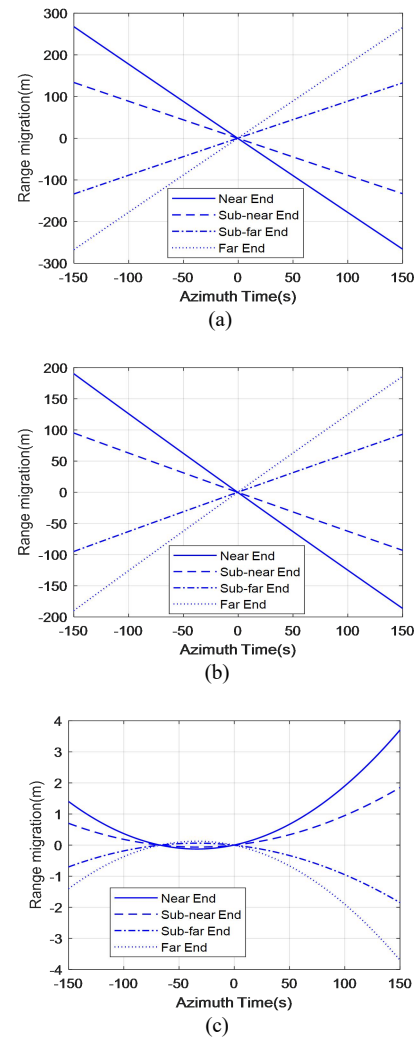 300
200
100
0
-100
-200
-300
Range migration(m)
Near End
Sub-near End
Sub-far End
Far End
-150 -100 -50 0 50 100 150
Azimuth Time(s)
(a)
200
150
100
50
0
-50
-100
-150
-200
Range migration(m)
Near End
Sub-near End
Sub-far End
Far End
-150 -100 -50 0 50 100 150
Azimuth Time(s)
(b)
4
3
2
1
0
-1
-2
-3
-4
Range migration(m)
Near End
Sub-near End
Sub-far End
Far End
-150 -100 -50 0 50 100 150
Azimuth Time(s)
(c)